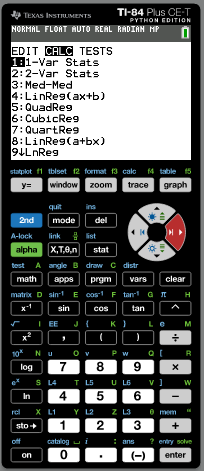 TEXAS INSTRUMENTS TI-84 Plus CE-T
PYTHON EDITION
NORMAL FLOAT AUTO REAL RADIAN MP
EDIT CALC TESTS
1:1-Var Stats
2:2-Var Stats
3:Med-Med
4:LinReg(ax+b)
5:QuadReg
6:CubicReg
7:QuartReg
8:LinReg(a+bx)
9↓LnReg
statplot f1 tblset f2 format f3 calc f4 table f5
y= window zoom trace graph
quit ins
2nd mode del
A-lock link list
alpha X,T,θ,n stat
test A angle B draw C distr
math apps prgm vars clear
matrix D sin⁻¹ E cos⁻¹ F tan⁻¹ G π H
x⁻¹ sin cos tan ^
√ I EE J { K } L e M
x² , ( ) ÷
10ˣ N u O v P w Q [ R
log 7 8 9 ×
eˣ S L4 T L5 U L6 V ] W
ln 4 5 6 −
rcl X L1 Y L2 Z L3 θ mem "
sto→ 1 2 3 +
off catalog i : ans ? entry solve
on 0 . (−) enter